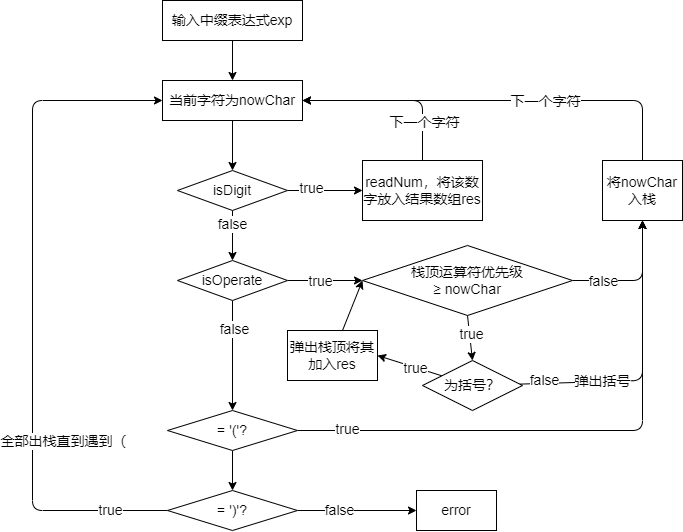 输入中缀表达式exp
当前字符为nowChar
下一个字符
下一个字符
isDigit
true
readNum，将该数
字放入结果数组res
将nowChar
入栈
false
isOperate
true
栈顶运算符优先级
≥ nowChar
false
false
true
弹出栈顶将其
加入res
true
为括号？
false
弹出括号
= '('?
true
全部出栈直到遇到（
true
= ')'?
false
error